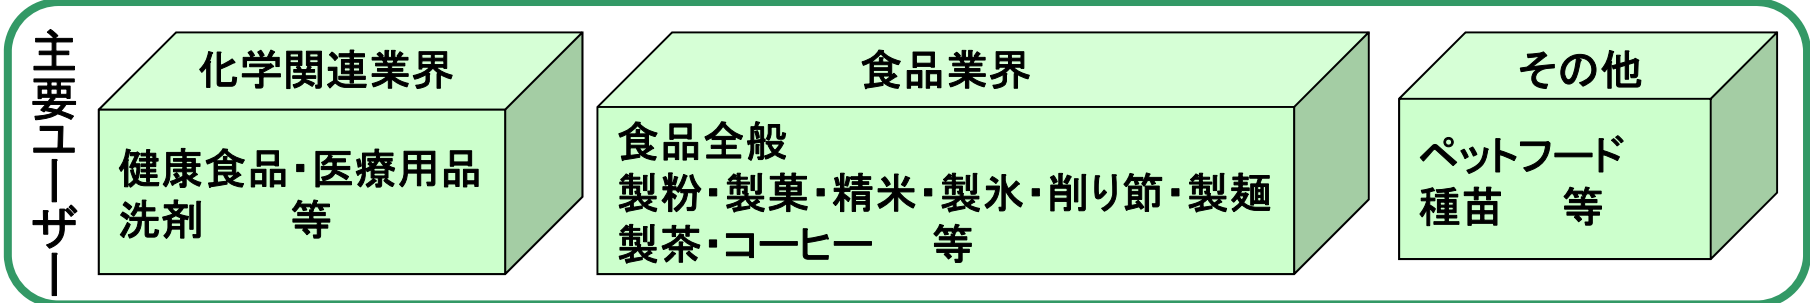 主要ユーザー
化学関連業界
健康食品・医療用品
洗剤　　等
食品業界
食品全般
製粉・製菓・精米・製氷・削り節・製麺
製茶・コーヒー　等
その他
ペットフード
種苗　等